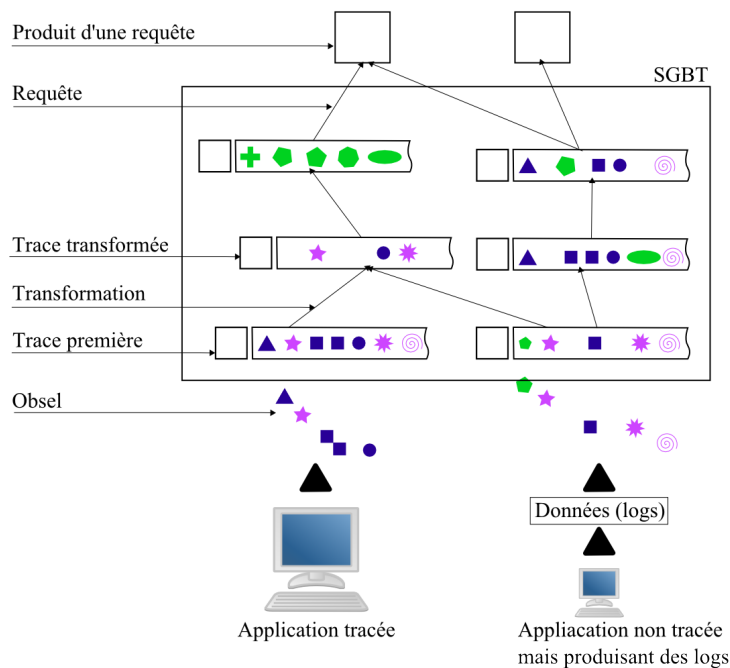 Produit d'une requête
SGBT
Requête
Trace transformée
Transformation
Trace première
Obsel
Données (logs)
Application tracée
Appliacation non tracée
mais produisant des logs